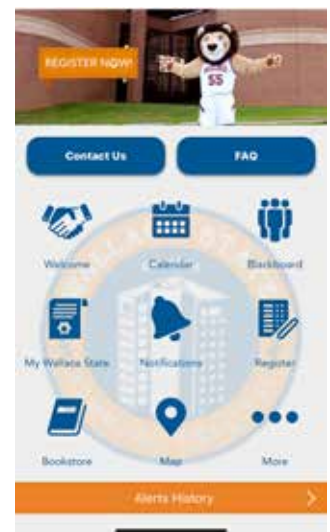 REGISTER NOW!
55
Contact Us
FAQ
Welcome
Calendar
Blackboard
My Wallace State
Notifications
Register
Bookstore
Map
More
Alerts History